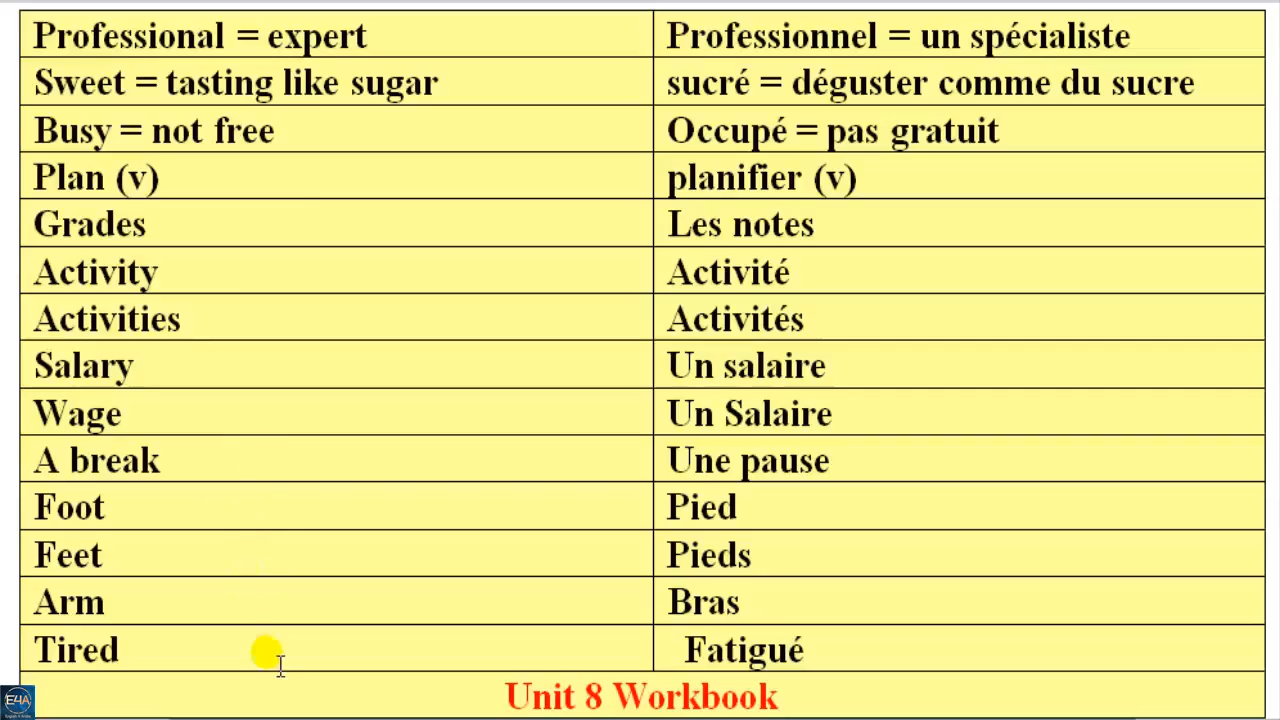 Professional = expert
Professionnel = un spécialiste
Sweet = tasting like sugar
sucré = déguster comme du sucre
Busy = not free
Occupé = pas gratuit
Plan (v)
planifier (v)
Grades
Les notes
Activity
Activité
Activities
Activités
Salary
Un salaire
Wage
Un Salaire
A break
Une pause
Foot
Pied
Feet
Pieds
Arm
Bras
Tired
Fatigué
Unit 8 Workbook
E4A